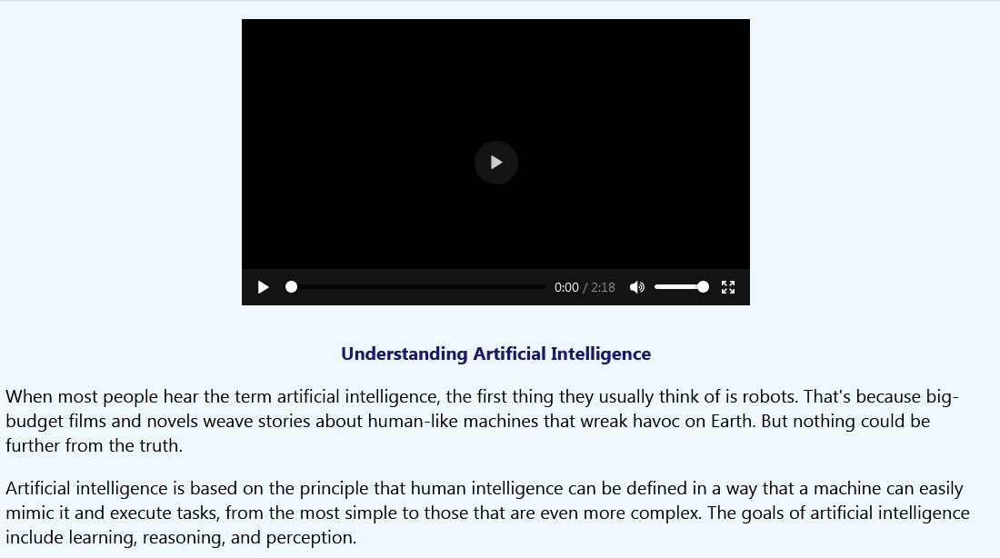 0:00 / 2:18
Understanding Artificial Intelligence
When most people hear the term artificial intelligence, the first thing they usually think of is robots. That's because big-
budget films and novels weave stories about human-like machines that wreak havoc on Earth. But nothing could be
further from the truth.
Artificial intelligence is based on the principle that human intelligence can be defined in a way that a machine can easily
mimic it and execute tasks, from the most simple to those that are even more complex. The goals of artificial intelligence
include learning, reasoning, and perception.